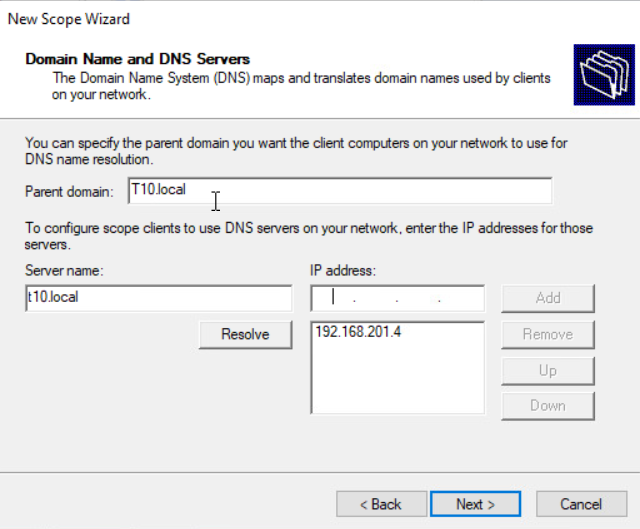 New Scope Wizard
Domain Name and DNS Servers
The Domain Name System (DNS) maps and translates domain names used by clients
on your network.
You can specify the parent domain you want the client computers on your network to use for
DNS name resolution.
Parent domain: T10.local
To configure scope clients to use DNS servers on your network, enter the IP addresses for those
servers.
Server name: IP address:
t10.local . . . Add
Resolve 192.168.201.4 Remove
Up
Down
< Back Next > Cancel